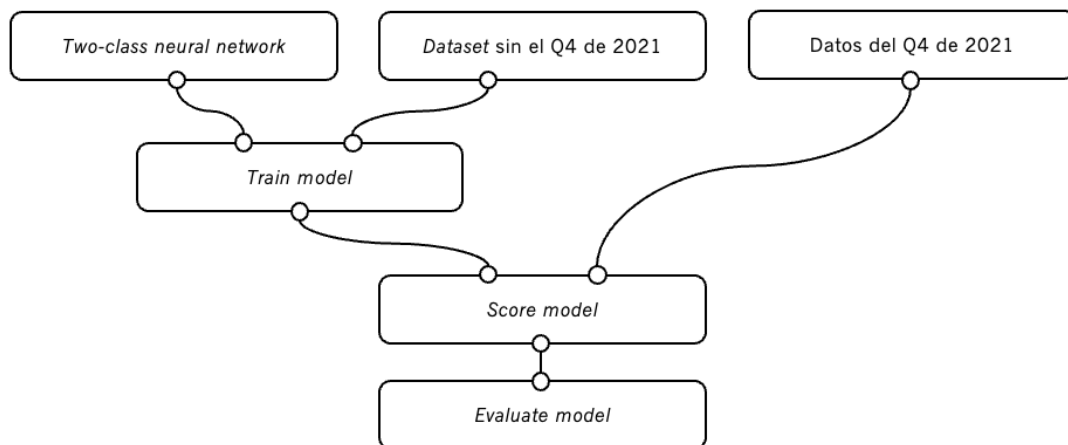 Two-class neural network
Dataset sin el Q4 de 2021
Datos del Q4 de 2021
Train model
Score model
Evaluate model